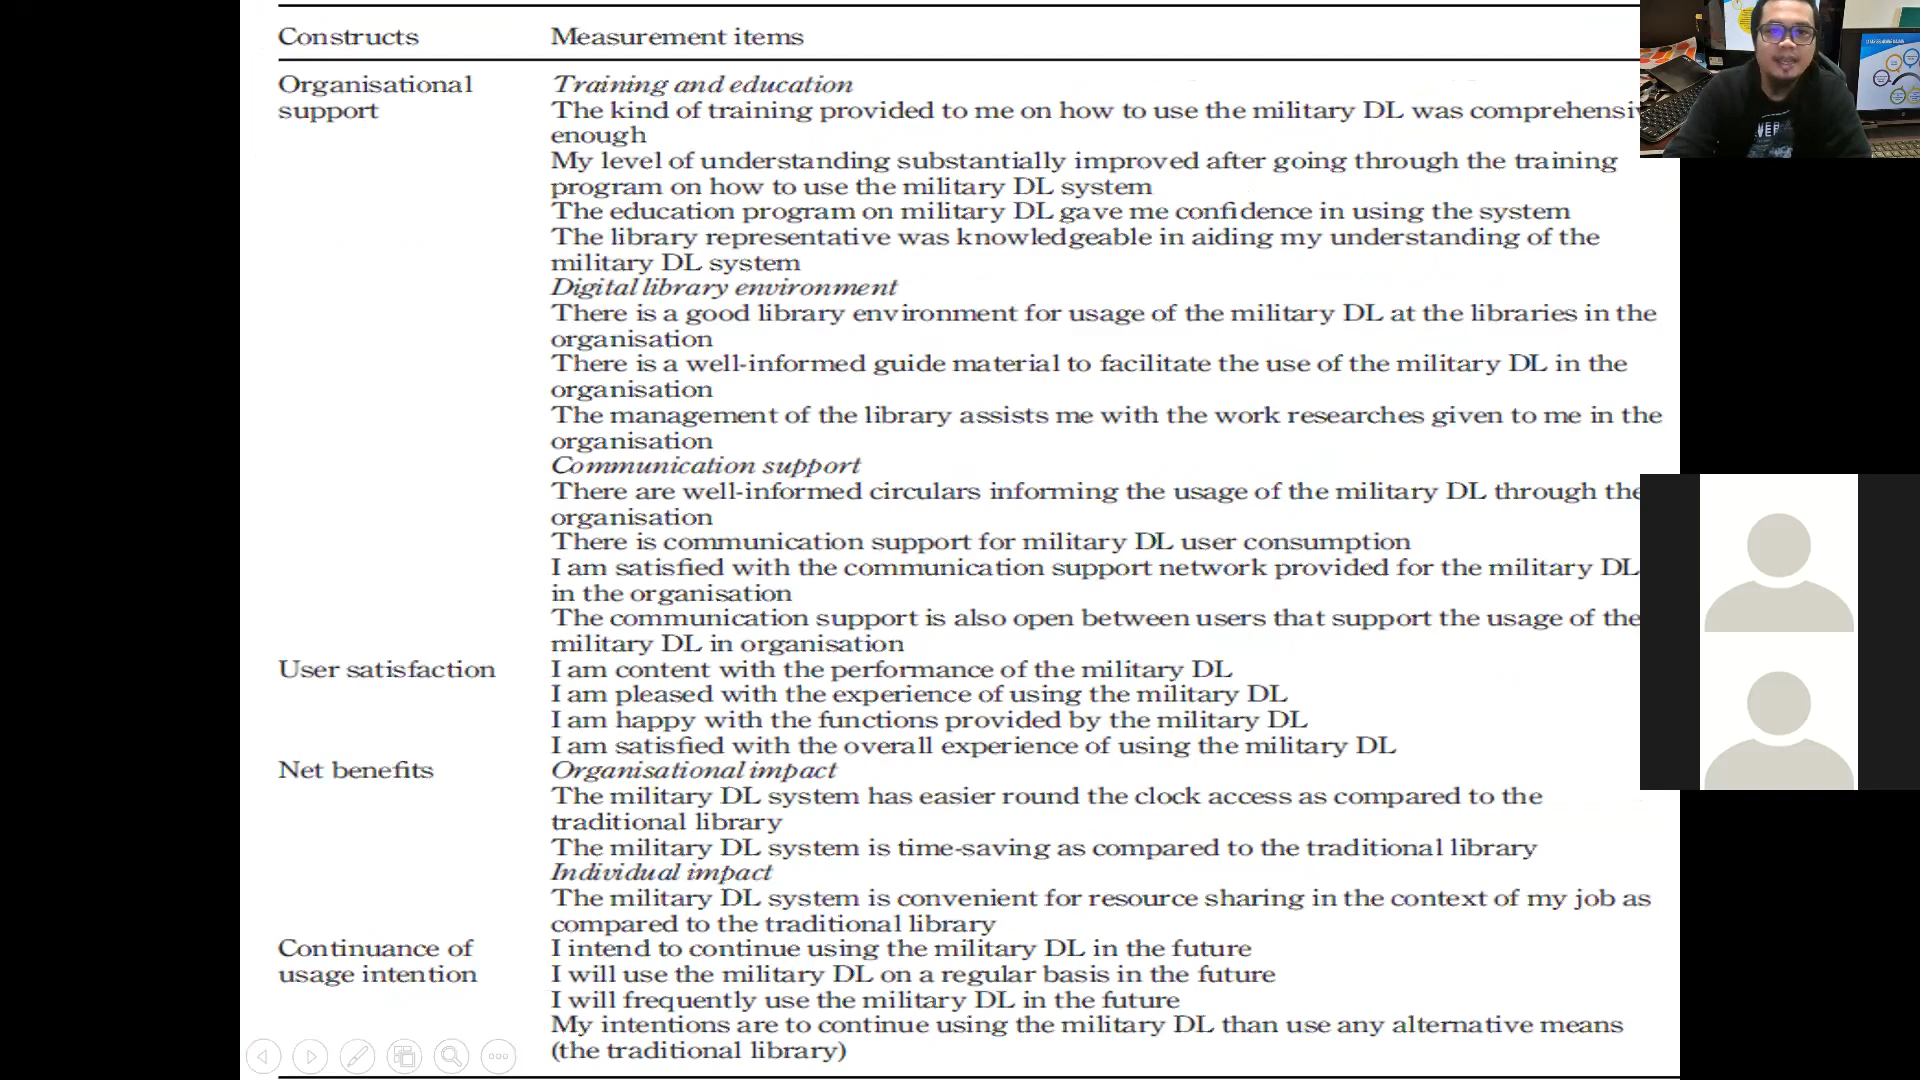 Constructs Measurement items
Organisational Training and education
support The kind of training provided to me on how to use the military DL was comprehensiv
enough
My level of understanding substantially improved after going through the training
program on how to use the military DL system
The education program on military DL gave me confidence in using the system
The library representative was knowledgeable in aiding my understanding of the
military DL system
Digital library environment
There is a good library environment for usage of the military DL at the libraries in the
organisation
There is a well-informed guide material to facilitate the use of the military DL in the
organisation
The management of the library assists me with the work researches given to me in the
organisation
Communication support
There are well-informed circulars informing the usage of the military DL through the
organisation
There is communication support for military DL user consumption
I am satisfied with the communication support network provided for the military DL
in the organisation
The communication support is also open between users that support the usage of the
military DL in organisation
User satisfaction I am content with the performance of the military DL
I am pleased with the experience of using the military DL
I am happy with the functions provided by the military DL
I am satisfied with the overall experience of using the military DL
Net benefits Organisational impact
The military DL system has easier round the clock access as compared to the
traditional library
The military DL system is time-saving as compared to the traditional library
Individual impact
The military DL system is convenient for resource sharing in the context of my job as
compared to the traditional library
Continuance of I intend to continue using the military DL in the future
usage intention I will use the military DL on a regular basis in the future
I will frequently use the military DL in the future
My intentions are to continue using the military DL than use any alternative means
(the traditional library)